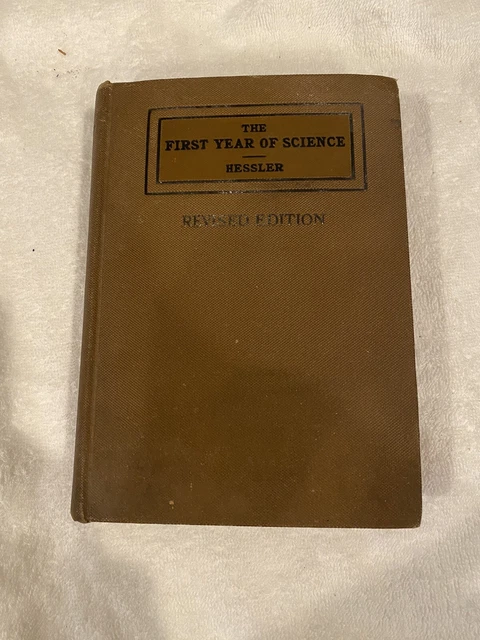 THE
FIRST YEAR OF SCIENCE
HESSLER
REVISED EDITION